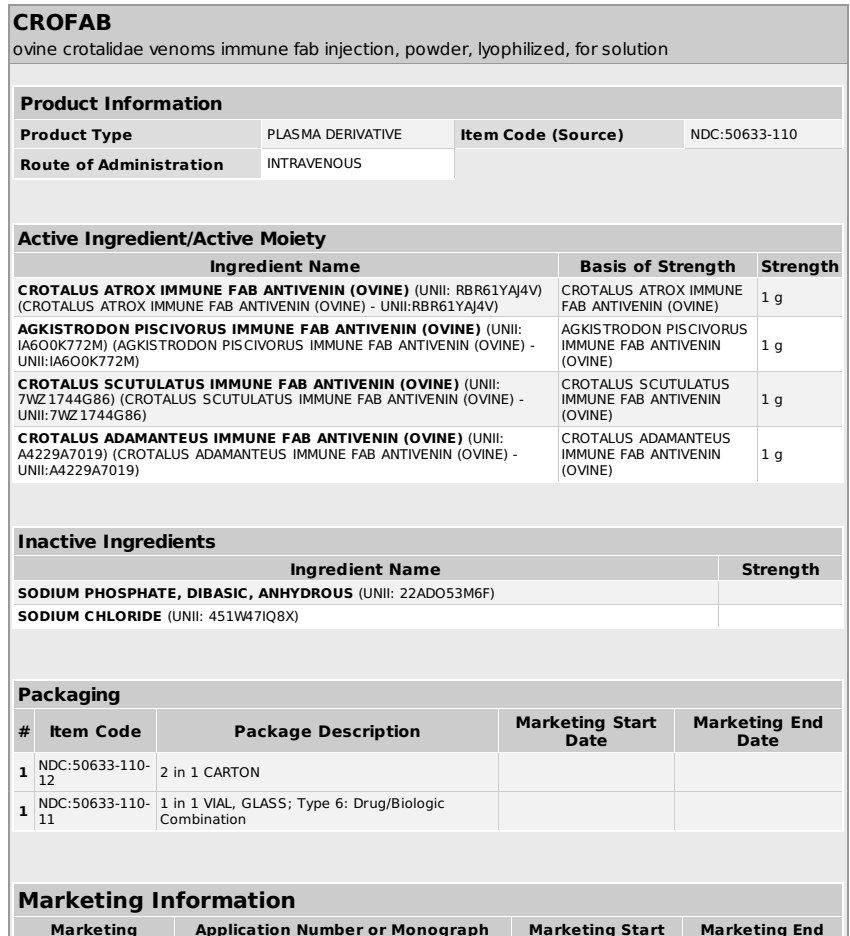 CROFAB
ovine crotalidae venoms immune fab injection, powder, lyophilized, for solution
Product Information
Product Type PLASMA DERIVATIVE Item Code (Source) NDC:50633-110
Route of Administration INTRAVENOUS
Active Ingredient/Active Moiety
Ingredient Name Basis of Strength Strength
CROTALUS ATROX IMMUNE FAB ANTIVENIN (OVINE) (UNII: RBR61YAJ4V)
(CROTALUS ATROX IMMUNE FAB ANTIVENIN (OVINE) - UNII:RBR61YAJ4V)
CROTALUS ATROX IMMUNE
FAB ANTIVENIN (OVINE)
1 g
AGKISTRODON PISCIVORUS IMMUNE FAB ANTIVENIN (OVINE) (UNII:
IA6O0K772M) (AGKISTRODON PISCIVORUS IMMUNE FAB ANTIVENIN (OVINE) -
UNII:IA6O0K772M)
AGKISTRODON PISCIVORUS
IMMUNE FAB ANTIVENIN
(OVINE)
1 g
CROTALUS SCUTULATUS IMMUNE FAB ANTIVENIN (OVINE) (UNII:
7WZ1744G86) (CROTALUS SCUTULATUS IMMUNE FAB ANTIVENIN (OVINE) -
UNII:7WZ1744G86)
CROTALUS SCUTULATUS
IMMUNE FAB ANTIVENIN
(OVINE)
1 g
CROTALUS ADAMANTEUS IMMUNE FAB ANTIVENIN (OVINE) (UNII:
A4229A7019) (CROTALUS ADAMANTEUS IMMUNE FAB ANTIVENIN (OVINE) -
UNII:A4229A7019)
CROTALUS ADAMANTEUS
IMMUNE FAB ANTIVENIN
(OVINE)
1 g
Inactive Ingredients
Ingredient Name Strength
SODIUM PHOSPHATE, DIBASIC, ANHYDROUS (UNII: 22ADO53M6F)
SODIUM CHLORIDE (UNII: 451W47IQ8X)
Packaging
# Item Code Package Description Marketing Start
Date
Marketing End
Date
1 NDC:50633-110-
12
2 in 1 CARTON
1 NDC:50633-110-
11
1 in 1 VIAL, GLASS; Type 6: Drug/Biologic
Combination
Marketing Information
Marketing Application Number or Monograph Marketing Start Marketing End